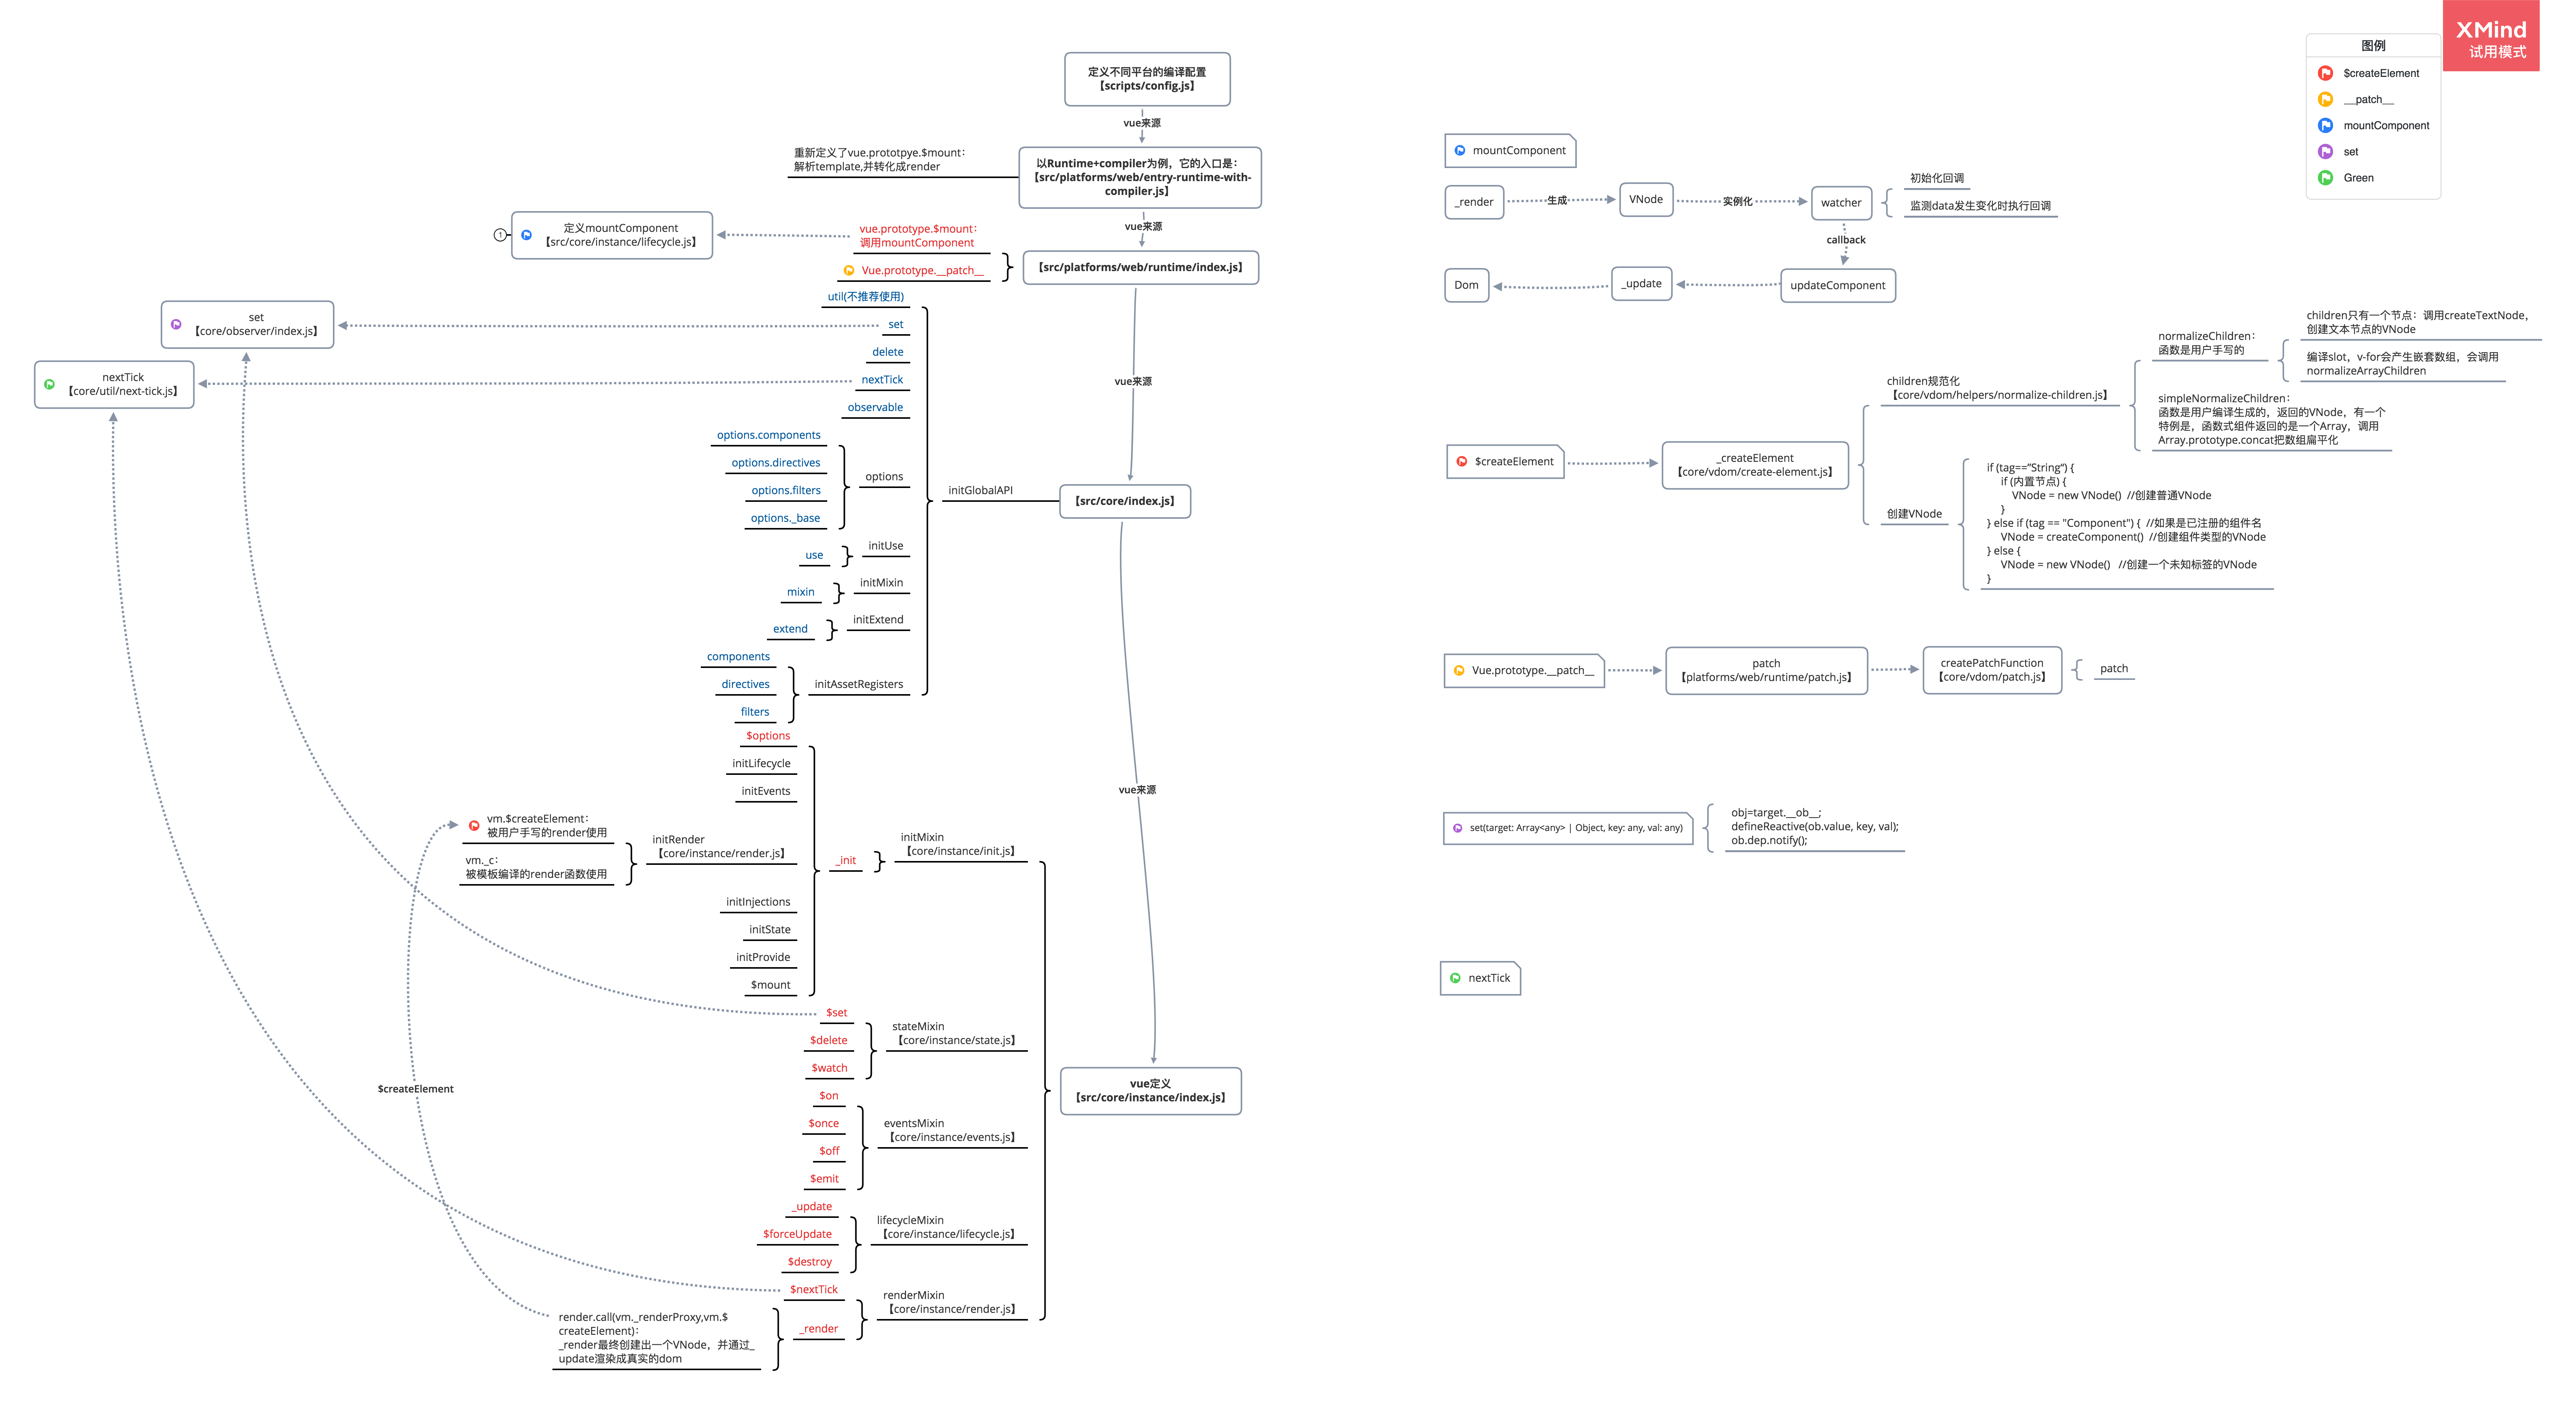 XMind
试用模式
图例
$createElement
__patch__
mountComponent
set
Green
定义不同平台的编译配置
【scripts/config.js】
vue来源
重新定义了vue.prototpye.$mount：
解析template,并转化成render
以Runtime+compiler为例，它的入口是：
【src/platforms/web/entry-runtime-with-
compiler.js】
vue来源
1
定义mountComponent
【src/core/instance/lifecycle.js】
vue.prototype.$mount：
调用mountComponent
Vue.prototype.__patch__
【src/platforms/web/runtime/index.js】
util(不推荐使用)
set
【core/observer/index.js】
set
delete
nextTick
【core/util/next-tick.js】
nextTick
vue来源
observable
options.components
options.directives
options
options.filters
options._base
initGlobalAPI
【src/core/index.js】
initUse
use
initMixin
mixin
initExtend
extend
components
directives
initAssetRegisters
filters
$options
initLifecycle
initEvents
vue来源
vm.$createElement：
被用户手写的render使用
vm._c：
被模板编译的render函数使用
initRender
【core/instance/render.js】
_init
initMixin
【core/instance/init.js】
initInjections
initState
initProvide
$mount
$set
$delete
$watch
stateMixin
【core/instance/state.js】
$createElement
vue定义
【src/core/instance/index.js】
$on
$once
$off
$emit
eventsMixin
【core/instance/events.js】
_update
$forceUpdate
$destroy
lifecycleMixin
【core/instance/lifecycle.js】
$nextTick
renderMixin
【core/instance/render.js】
_render
render.call(vm._renderProxy,vm.$
createElement)：
_render最终创建出一个VNode，并通过_
update渲染成真实的dom
mountComponent
_render
生成
VNode
实例化
watcher
初始化回调
监测data发生变化时执行回调
callback
Dom
_update
updateComponent
$createElement
_createElement
【core/vdom/create-element.js】
children规范化
【core/vdom/helpers/normalize-children.js】
normalizeChildren：
函数是用户手写的
children只有一个节点：调用createTextNode，
创建文本节点的VNode
编译slot，v-for会产生嵌套数组，会调用
normalizeArrayChildren
simpleNormalizeChildren：
函数是用户编译生成的，返回的VNode，有一个
特例是，函数式组件返回的是一个Array，调用
Array.prototype.concat把数组扁平化
创建VNode
if (tag=="String") {
if (内置节点) {
VNode = new VNode() //创建普通VNode
}
} else if (tag == "Component") { //如果是已注册的组件名
VNode = createComponent() //创建组件类型的VNode
} else {
VNode = new VNode() //创建一个未知标签的VNode
}
Vue.prototype.__patch__
patch
【platforms/web/runtime/patch.js】
createPatchFunction
【core/vdom/patch.js】
patch
set(target: Array<any> | Object, key: any, val: any)
obj=target.__ob__;
defineReactive(ob.value, key, val);
ob.dep.notify();
nextTick